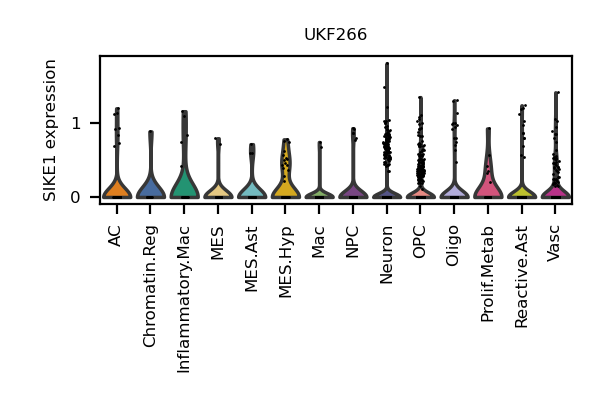 UKF266
SIKE1 expression
1
0
AC
Chromatin.Reg
Inflammatory.Mac
MES
MES.Ast
MES.Hyp
Mac
NPC
Neuron
OPC
Oligo
Prolif.Metab
Reactive.Ast
Vasc